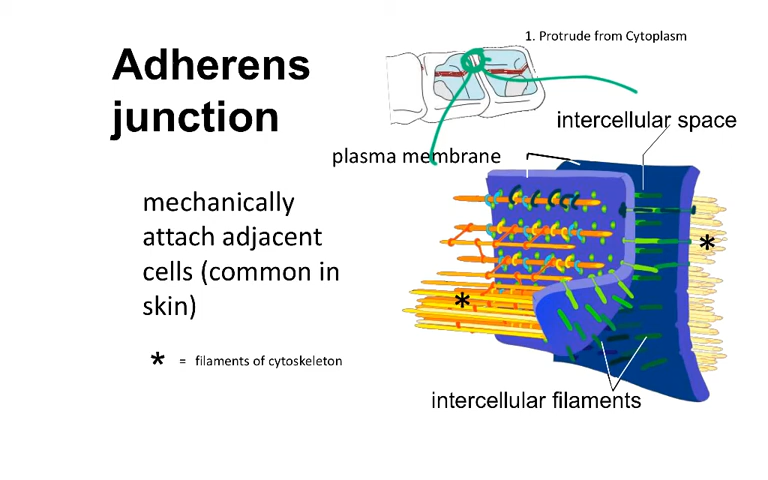 Adherens
junction
1. Protrude from Cytoplasm
intercellular space
plasma membrane
mechanically
attach adjacent
cells (common in
skin)
*
*
* = filaments of cytoskeleton
intercellular filaments